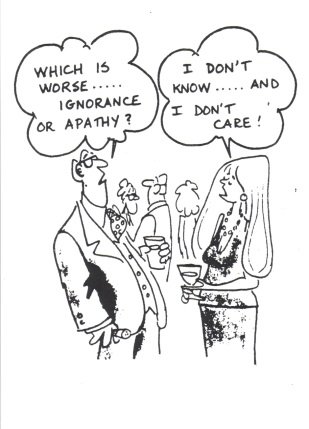 WHICH IS
WORSE.....
IGNORANCE
OR APATHY?
I DON'T
KNOW.....AND
I DON'T
CARE!